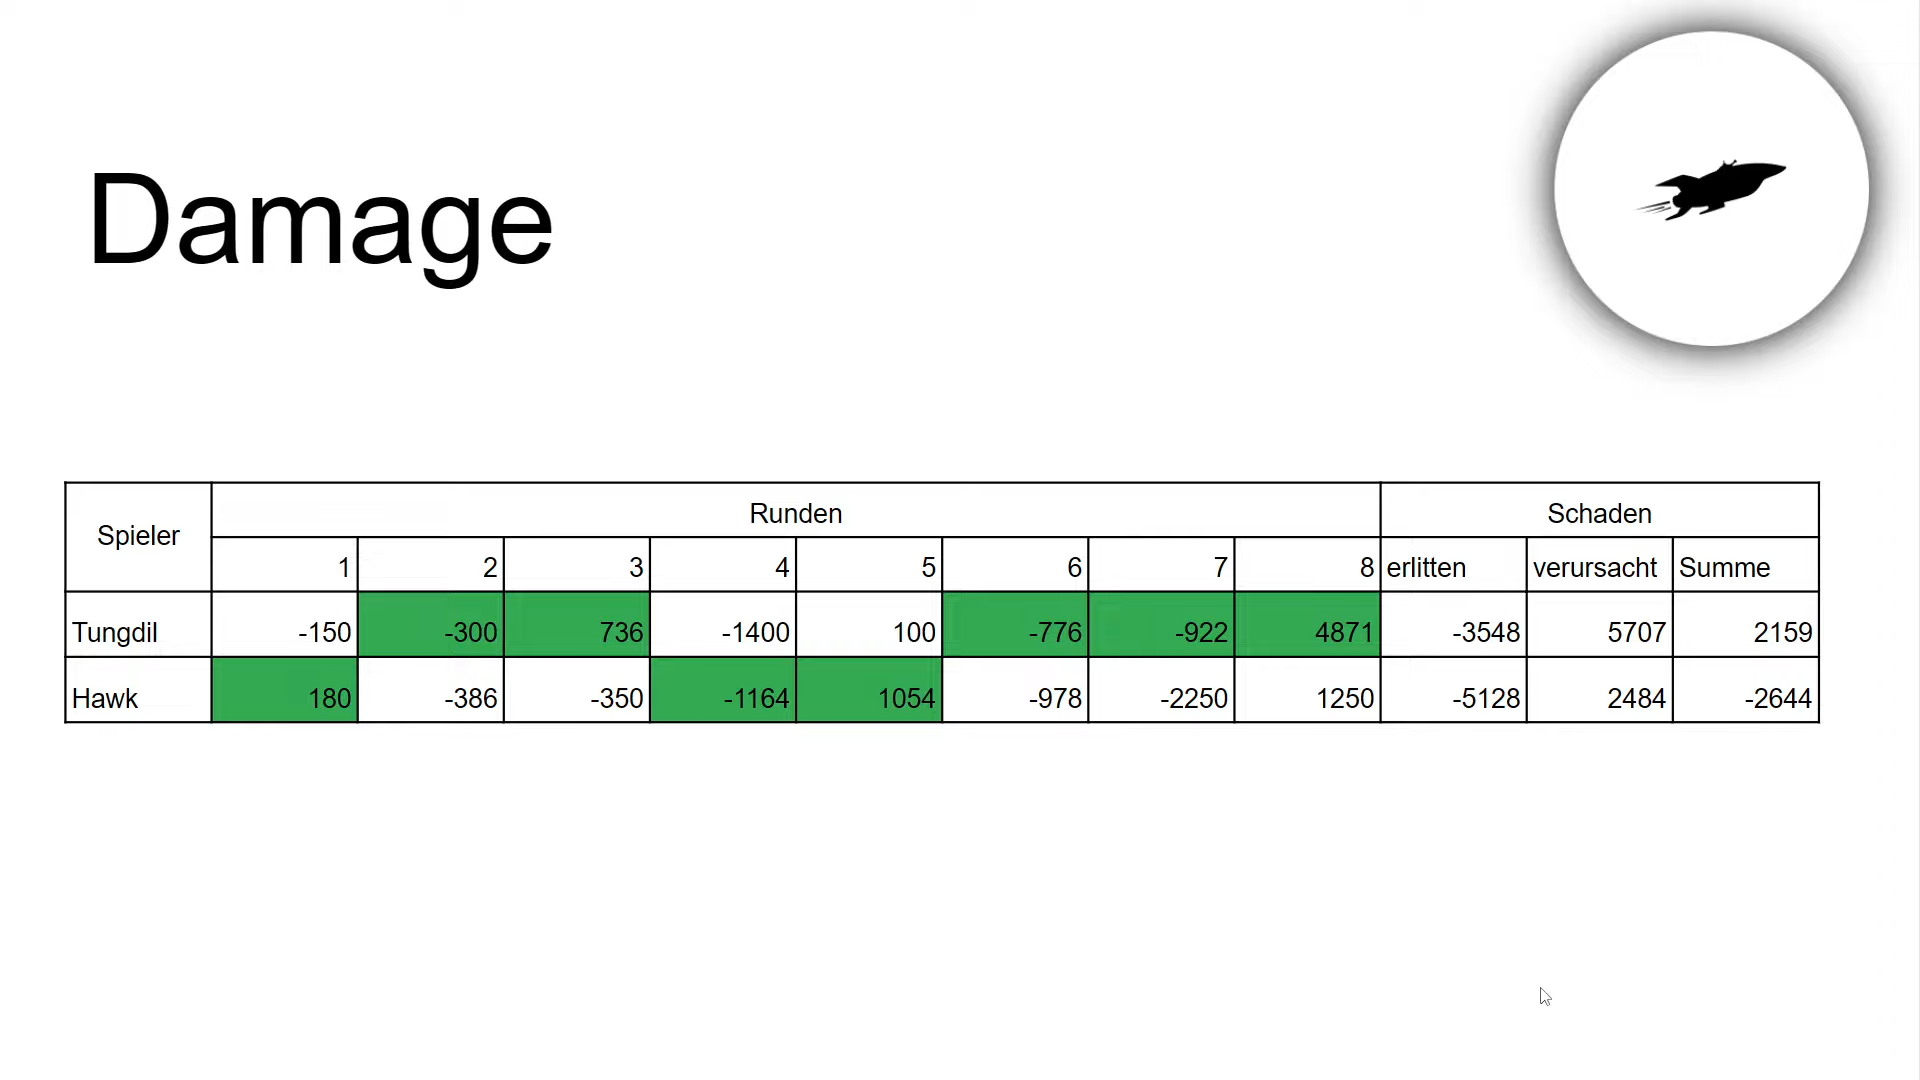 Damage
Spieler Runden Schaden
1 2 3 4 5 6 7 8 erlitten verursacht Summe
Tungdil -150 -300 736 -1400 100 -776 -922 4871 -3548 5707 2159
Hawk 180 -386 -350 -1164 1054 -978 -2250 1250 -5128 2484 -2644